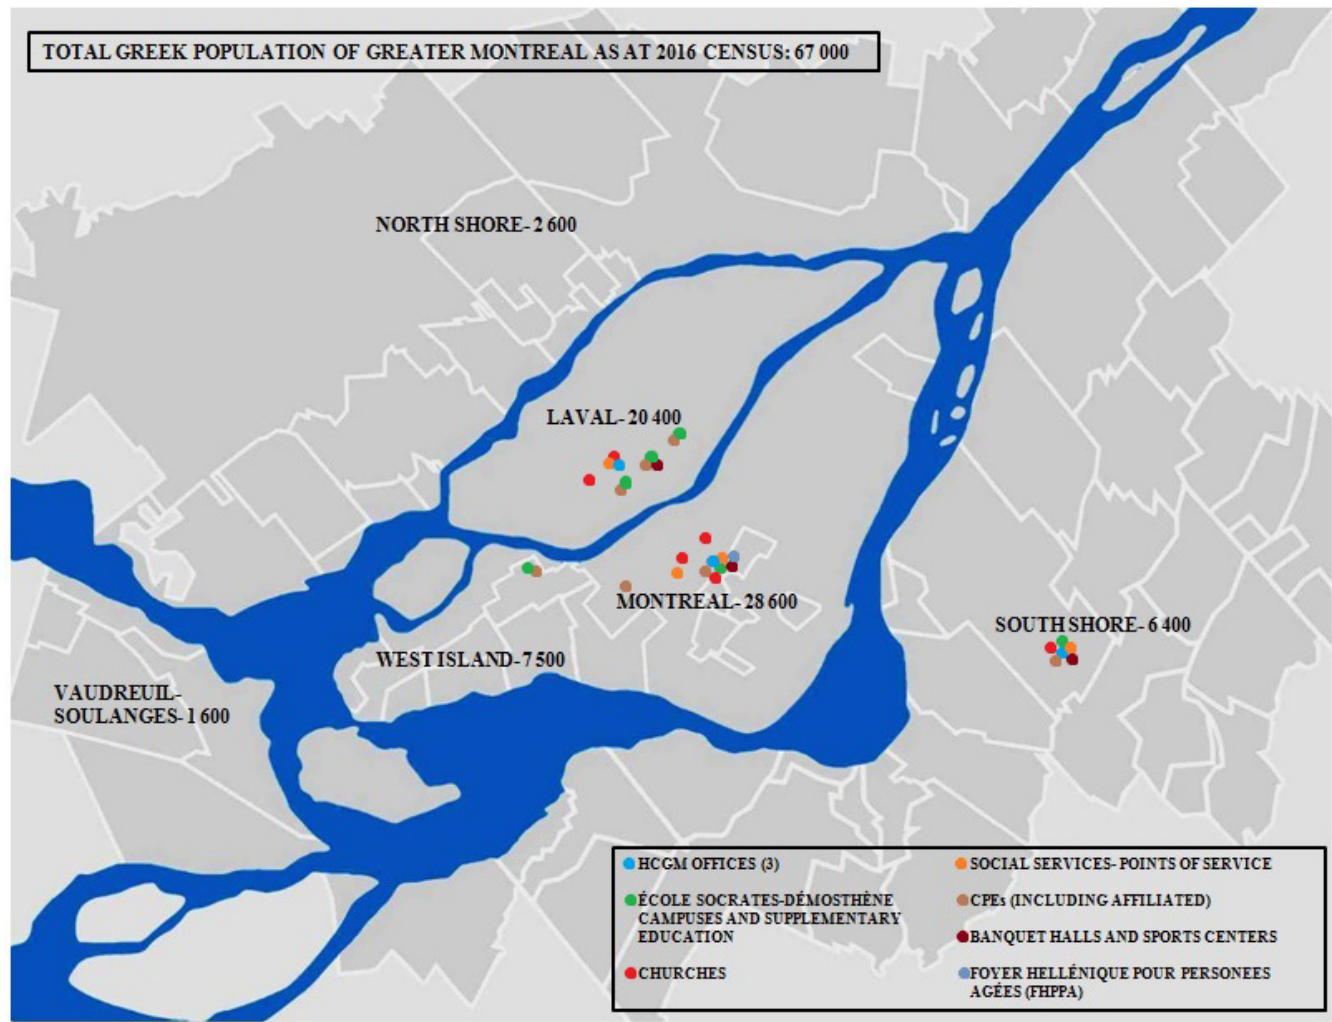 TOTAL GREEK POPULATION OF GREATER MONTREAL AS AT 2016 CENSUS: 67 000
NORTH SHORE- 2 600
LAVAL- 20 400
MONTREAL- 28 600
SOUTH SHORE- 6 400
WEST ISLAND- 7 500
VAUDREUIL-
SOULANGES- 1 600
HCGM OFFICES (3)
ÉCOLE SOCRATES-DÉMOSTHÈNE
CAMPUSES AND SUPPLEMENTARY
EDUCATION
CHURCHES
SOCIAL SERVICES- POINTS OF SERVICE
CPEs (INCLUDING AFFILIATED)
BANQUET HALLS AND SPORTS CENTERS
FOYER HELLÉNIQUE POUR PERSONEES
AGÉES (FHPPA)